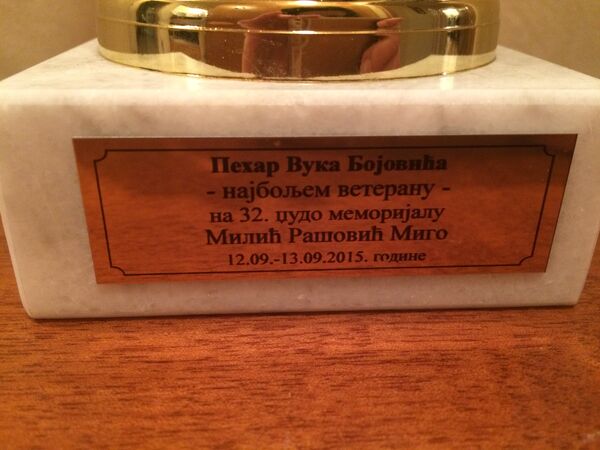 Пехар Вука Бојовића
- најбољем ветерану -
на 32. џудо меморијалу
Милић Рашовић Миго
12.09.-13.09.2015. године